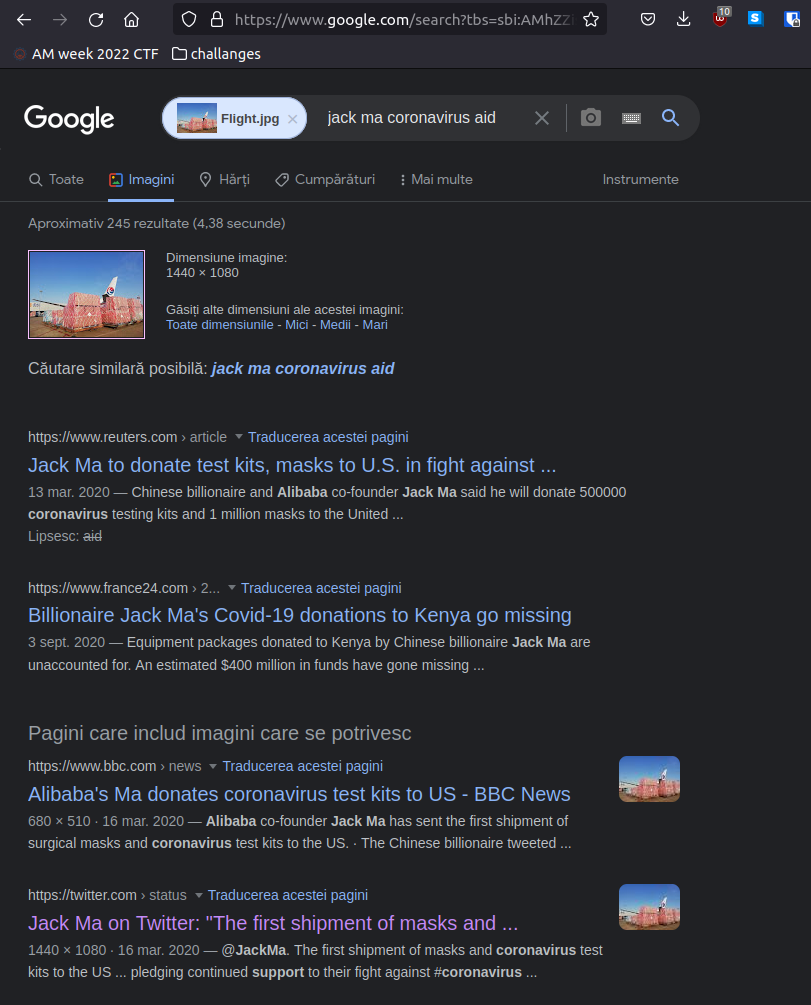 https://www.google.com/search?tbs=sbi:AMhZZ
10
AM week 2022 CTF challanges
Google Flight.jpg jack ma coronavirus aid
Toate Imagini Hărți Cumpărături Mai multe Instrumente
Aproximativ 245 rezultate (4,38 secunde)
Dimensiune imagine:
1440 × 1080
Găsiți alte dimensiuni ale acestei imagini:
Toate dimensiunile - Mici - Medii - Mari
Căutare similară posibilă: jack ma coronavirus aid
https://www.reuters.com › article Traducerea acestei pagini
Jack Ma to donate test kits, masks to U.S. in fight against ...
13 mar. 2020 — Chinese billionaire and Alibaba co-founder Jack Ma said he will donate 500000
coronavirus testing kits and 1 million masks to the United ...
Lipsesc: aid
https://www.france24.com › 2... Traducerea acestei pagini
Billionaire Jack Ma's Covid-19 donations to Kenya go missing
3 sept. 2020 — Equipment packages donated to Kenya by Chinese billionaire Jack Ma are
unaccounted for. An estimated $400 million in funds have gone missing ...
Pagini care includ imagini care se potrivesc
https://www.bbc.com › news Traducerea acestei pagini
Alibaba's Ma donates coronavirus test kits to US - BBC News
680 × 510 · 16 mar. 2020 — Alibaba co-founder Jack Ma has sent the first shipment of
surgical masks and coronavirus test kits to the US. · The Chinese billionaire tweeted ...
https://twitter.com › status Traducerea acestei pagini
Jack Ma on Twitter: "The first shipment of masks and ...
1440 × 1080 · 16 mar. 2020 — @JackMa. The first shipment of masks and coronavirus test
kits to the US ... pledging continued support to their fight against #coronavirus ...